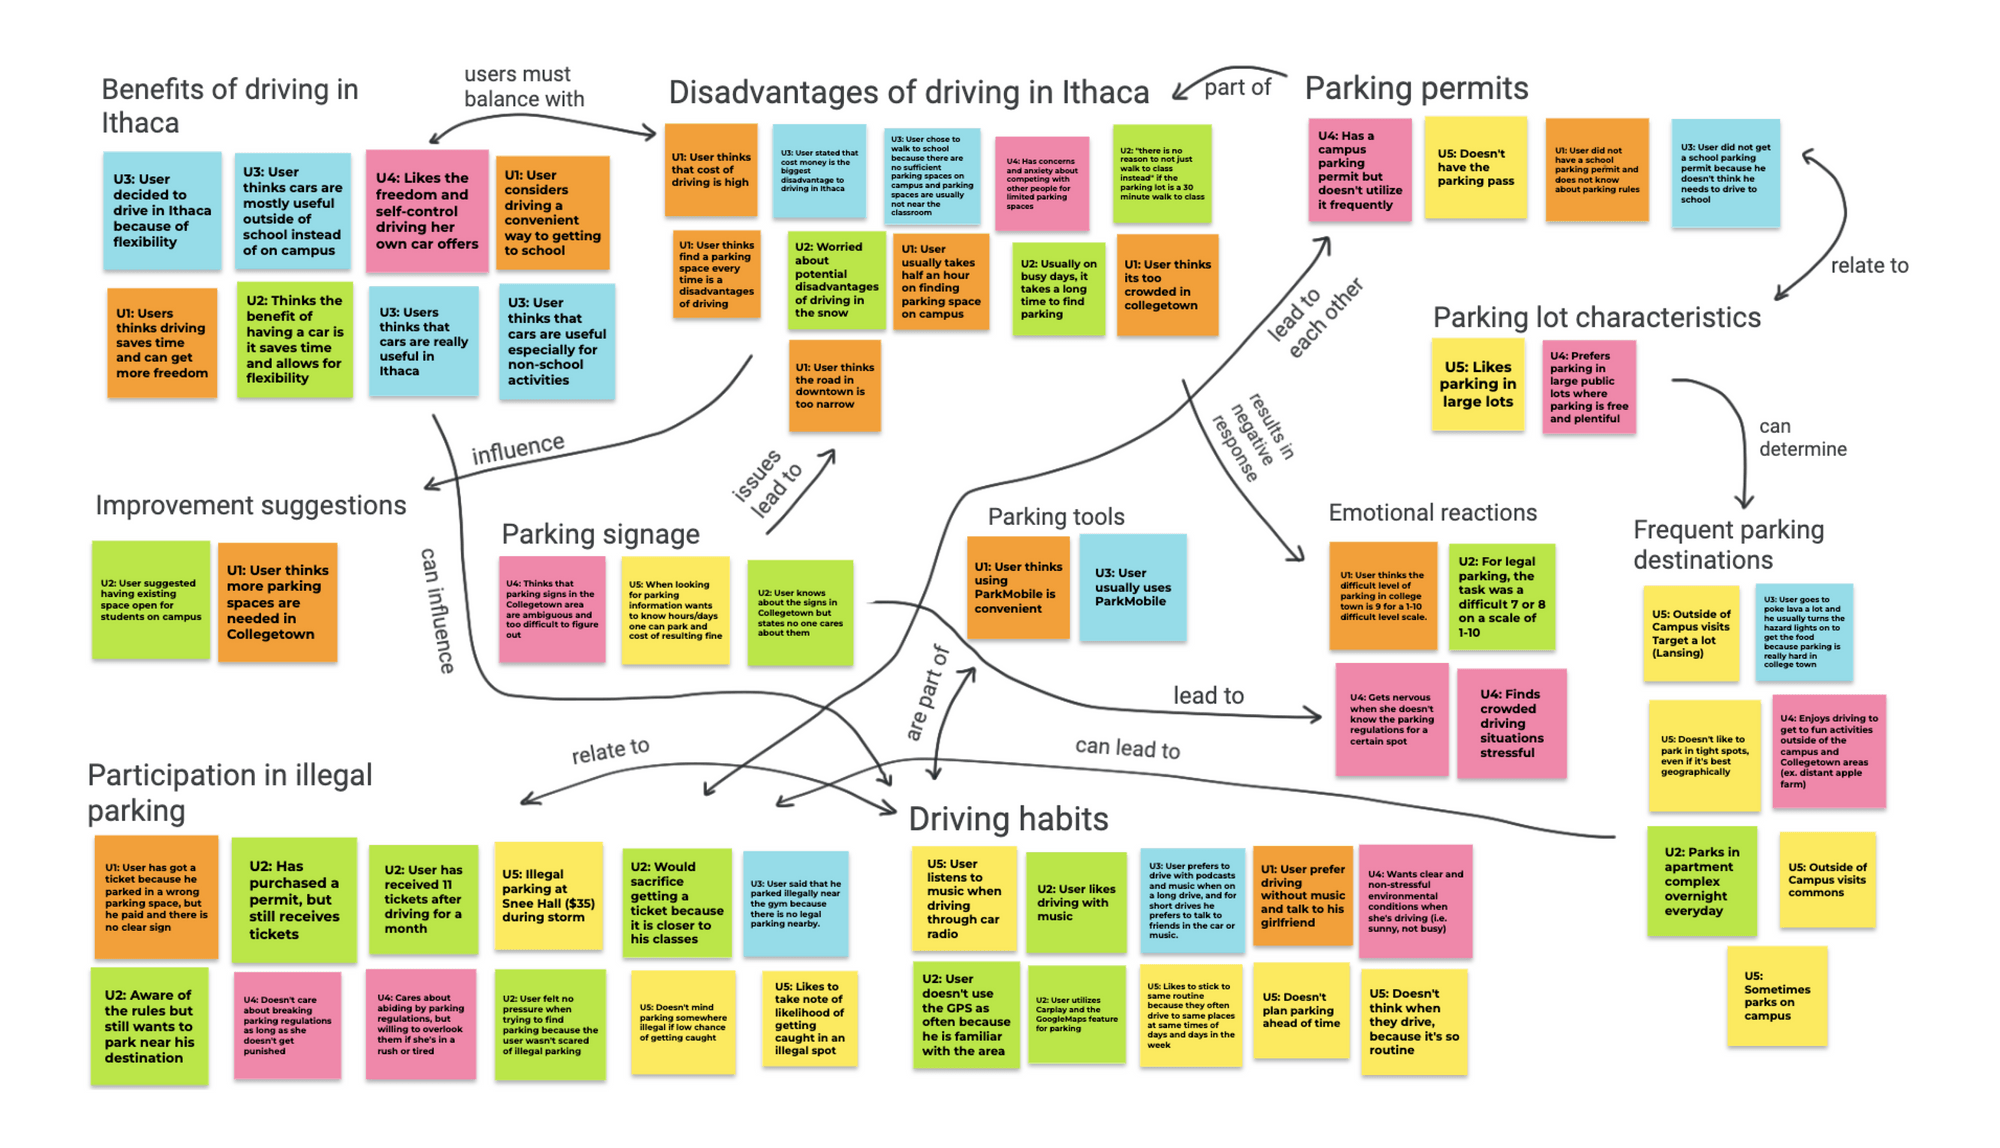 Benefits of driving in
Ithaca
users must
balance with
Disadvantages of driving in Ithaca
part of
Parking permits
U3: User
decided to
drive in Ithaca
because of
flexibility
U3: User
thinks cars are
mostly useful
outside of
school instead
of on campus
U4: Likes the
freedom and
self-control
driving her
own car offers
U1: User
considers
driving a
convenient
way to getting
to school
U1: Users
thinks driving
saves time
and can get
more freedom
U2: Thinks the
benefit of
having a car is
it saves time
and allows for
flexibility
U3: Users
thinks that
cars are really
useful in
Ithaca
U3: User
thinks that
cars are useful
especially for
non-school
activities
U1: User thinks
that cost of
driving is high
U3: User stated that
cost money is the
biggest
disadvantage to
driving in Ithaca
U3: User chose to
walk to school
because there are
no sufficient
parking spaces on
campus and parking
spaces are usually
not near the
classroom
U4: Has concerns
and anxiety about
competing with
other people for
limited parking
spaces
U2: "there is no
reason to not just
walk to class
instead" if the
parking lot is a 30
minute walk to class
U1: User thinks
find a parking
space every
time is a
disadvantages
of driving
U2: Worried
about
potential
disadvantages
of driving in
the snow
U1: User
usually takes
half an hour
on finding
parking space
on campus
U2: Usually on
busy days, it
takes a long
time to find
parking
U1: User thinks
its too
crowded in
collegetown
U1: User thinks
the road in
downtown is
too narrow
U4: Has a
campus
parking
permit but
doesn't utilize
it frequently
U5: Doesn't
have the
parking pass
U1: User did not
have a school
parking permit and
does not know
about parking rules
U3: User did not get
a school parking
permit because he
doesn't think he
needs to drive to
school
relate to
lead to
each other
Parking lot characteristics
U5: Likes
parking in
large lots
U4: Prefers
parking in
large public
lots where
parking is free
and plentiful
can
determine
influence
issues
lead to
results in
negative
response
Improvement suggestions
U2: User suggested
having existing
space open for
students on campus
U1: User thinks
more parking
spaces are
needed in
Collegetown
can influence
Parking signage
U4: Thinks that
parking signs in the
Collegetown area
are ambiguous and
too difficult to figure
out
U5: When looking
for parking
information wants
to know hours/days
one can park and
cost of resulting fine
U2: User knows
about the signs in
Collegetown but
states no one cares
about them
Parking tools
U1: User thinks
using
ParkMobile is
convenient
U3: User
usually uses
ParkMobile
Emotional reactions
U1: User thinks the
difficult level of
parking in college
town is 9 for a 1-10
difficult level scale.
U2: For legal
parking, the
task was a
difficult 7 or 8
on a scale of
1-10
U4: Gets nervous
when she doesn't
know the parking
regulations for a
certain spot
U4: Finds
crowded
driving
situations
stressful
Frequent parking
destinations
U5: Outside of
Campus visits
Target a lot
(Lansing)
U3: User goes to
poke lava a lot and
he usually turns the
hazard lights on to
get the food
because parking is
really hard in
college town
U5: Doesn't like to
park in tight spots,
even if it's best
geographically
U4: Enjoys driving to
get to fun activities
outside of the
campus and
Collegetown areas
(ex. distant apple
farm)
U2: Parks in
apartment
complex
overnight
everyday
U5: Outside of
Campus visits
commons
U5:
Sometimes
parks on
campus
are part of
lead to
relate to
can lead to
Participation in illegal
parking
U1: User has got a
ticket because he
parked in a wrong
parking space, but
he paid and there is
no clear sign
U2: Has
purchased a
permit, but
still receives
tickets
U2: User has
received 11
tickets after
driving for a
month
U5: Illegal
parking at
Snee Hall ($35)
during storm
U2: Would
sacrifice
getting a
ticket because
it is closer to
his classes
U3: User said that he
parked illegally near
the gym because
there is no legal
parking nearby.
U2: Aware of
the rules but
still wants to
park near his
destination
U4: Doesn't care
about breaking
parking regulations
as long as she
doesn't get
punished
U4: Cares about
abiding by parking
regulations, but
willing to overlook
them if she's in a
rush or tired
U2: User felt no
pressure when
trying to find
parking because the
user wasn't scared
of illegal parking
U5: Doesn't mind
parking somewhere
illegal if low chance
of getting caught
U5: Likes to
take note of
likelihood of
getting
caught in an
illegal spot
Driving habits
U5: User
listens to
music when
driving
through car
radio
U2: User likes
driving with
music
U3: User prefers to
drive with podcasts
and music when on
a long drive, and for
short drives he
prefers to talk to
friends in the car or
music.
U1: User prefer
driving
without music
and talk to his
girlfriend
U4: Wants clear and
non-stressful
environmental
conditions when
she's driving (i.e.
sunny, not busy)
U2: User
doesn't use
the GPS as
often because
he is familiar
with the area
U2: User utilizes
Carplay and the
GoogleMaps feature
for parking
U5: Likes to stick to
same routine
because they often
drive to same places
at same times of
days and days in the
week
U5: Doesn't
plan parking
ahead of time
U5: Doesn't
think when
they drive,
because it's so
routine